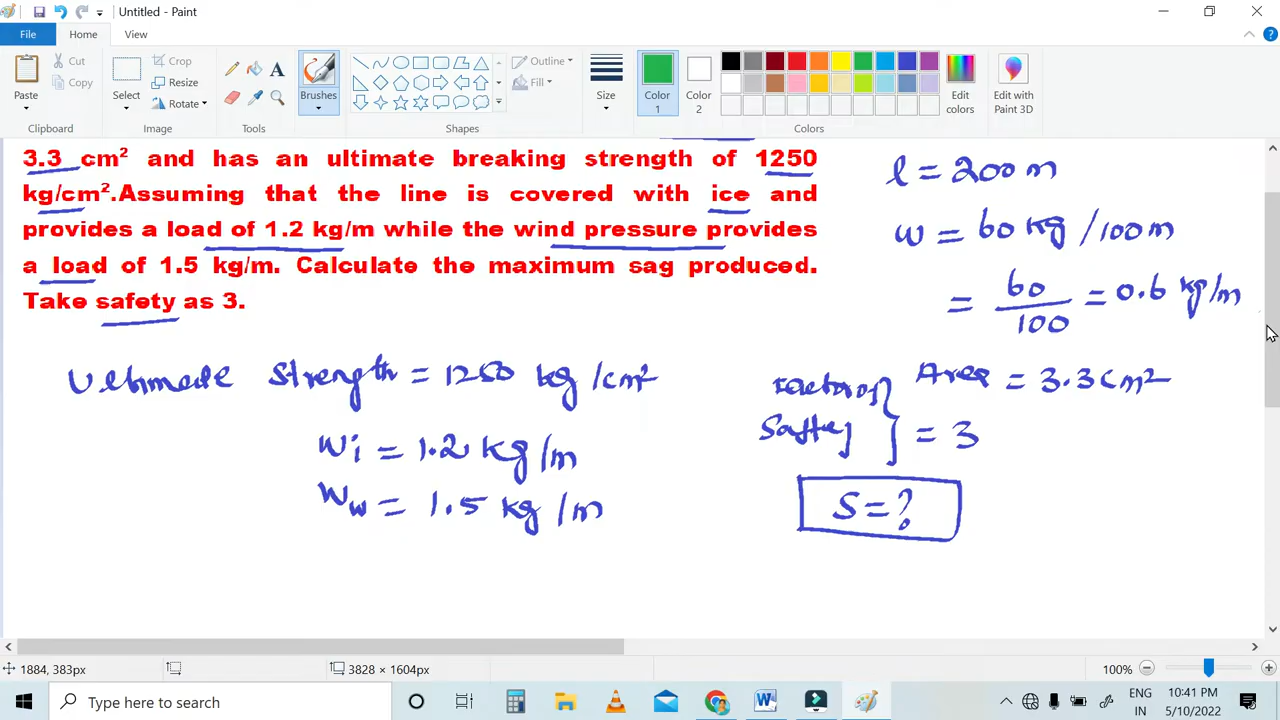 Untitled - Paint
File
Home
View
Paste
Cut
Copy
Clipboard
Select
Crop
Resize
Rotate
Image
Tools
Brushes
Outline
Fill
Shapes
Size
Color 1
Color 2
Edit colors
Edit with Paint 3D
Colors
3.3 cm² and has an ultimate breaking strength of 1250
kg/cm².Assuming that the line is covered with ice and
provides a load of 1.2 kg/m while the wind pressure provides
a load of 1.5 kg/m. Calculate the maximum sag produced.
Take safety as 3.
l = 200 m
w = 60 kg /100m
= 60/100 = 0.6 kg/m
Ultimate Strength = 1250 kg/cm²
Area = 3.3 cm²
Factor of
Saftey } = 3
wi = 1.2 kg/m
Ww = 1.5 kg/m
S = ?
1884, 383px
3828 × 1604px
100%
Type here to search
ENG
IN
10:41 PM
5/10/2022